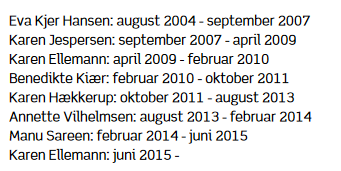 Eva Kjer Hansen: august 2004 - september 2007
Karen Jespersen: september 2007 - april 2009
Karen Ellemann: april 2009 - februar 2010
Benedikte Kiær: februar 2010 - oktober 2011
Karen Hækkerup: oktober 2011 - august 2013
Annette Vilhelmsen: august 2013 - februar 2014
Manu Sareen: februar 2014 - juni 2015
Karen Ellemann: juni 2015 -